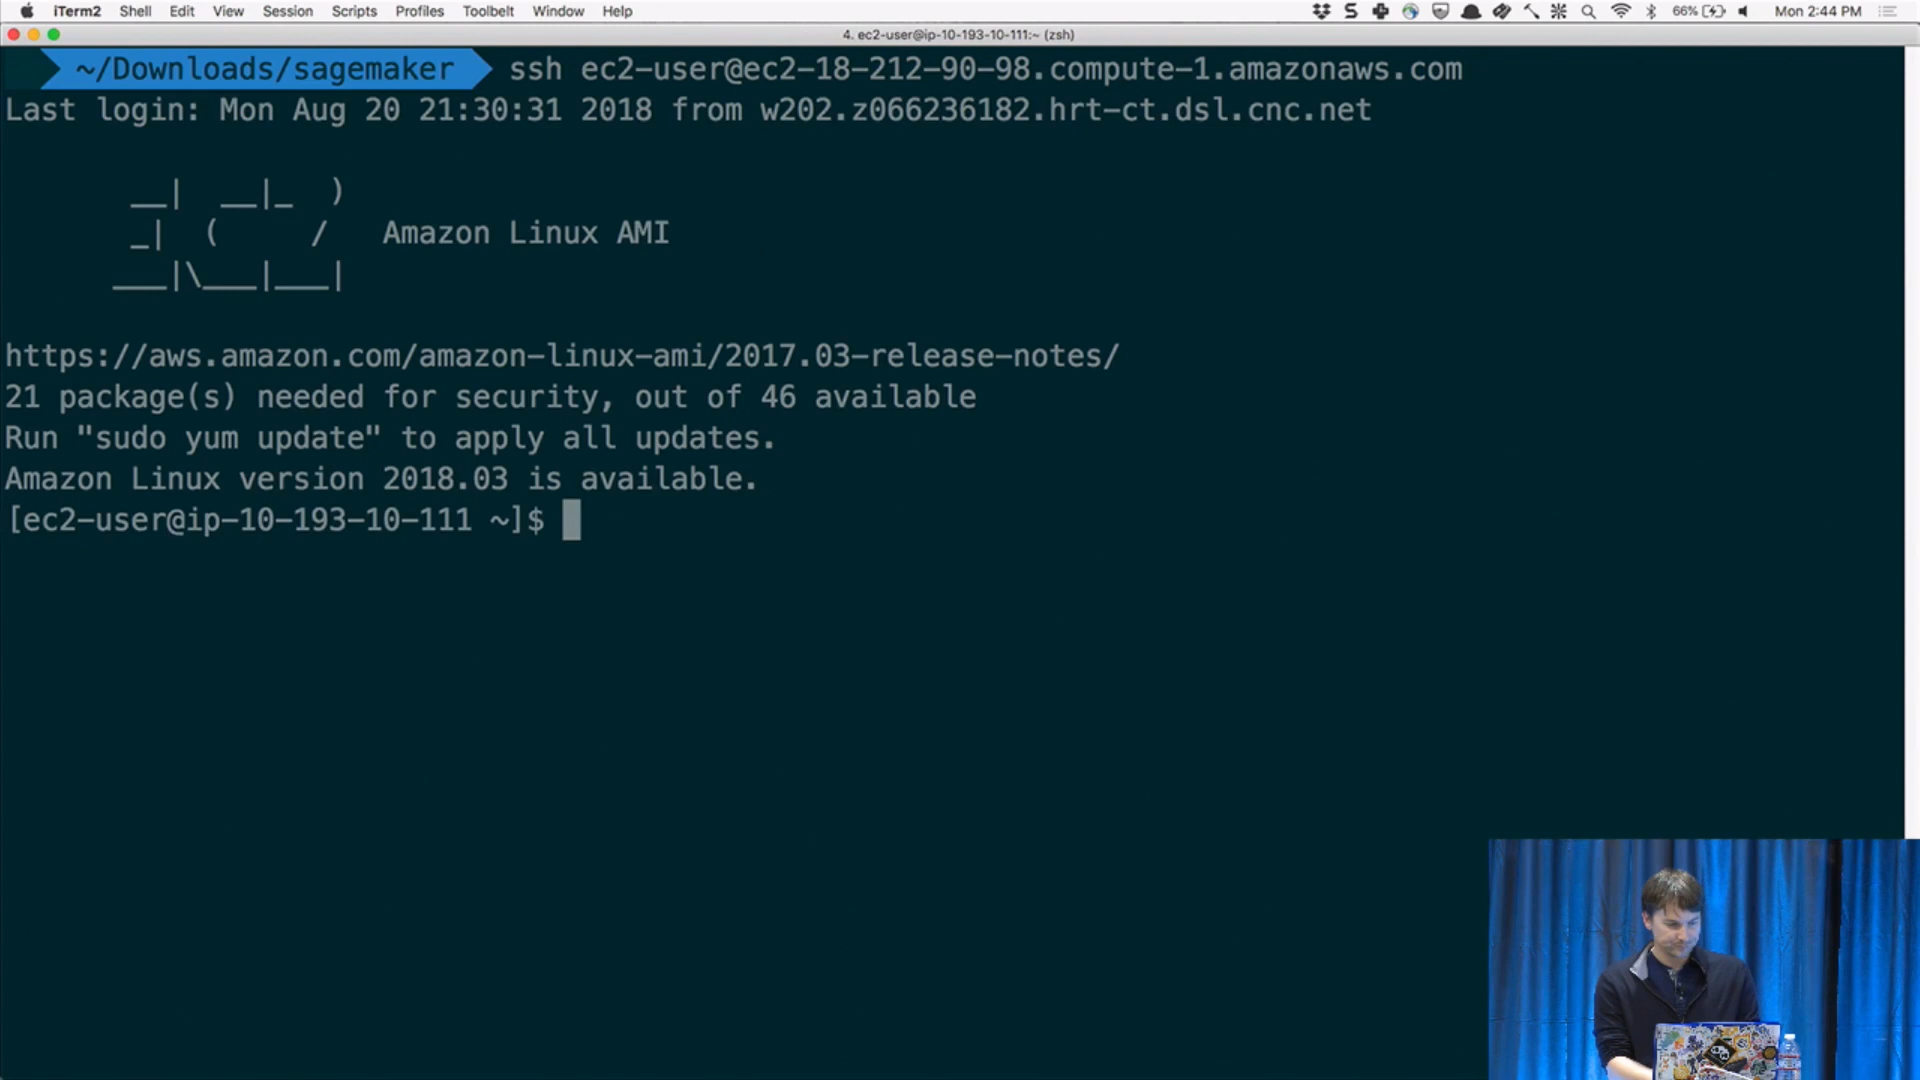 iTerm2 Shell Edit View Session Scripts Profiles Toolbelt Window Help 66% Mon 2:44 PM
4. ec2-user@ip-10-193-10-111:~ (zsh)
~/Downloads/sagemaker ssh ec2-user@ec2-18-212-90-98.compute-1.amazonaws.com
Last login: Mon Aug 20 21:30:31 2018 from w202.z066236182.hrt-ct.dsl.cnc.net
__|  __|_  )
_|  (     /   Amazon Linux AMI
___|\___|___|
https://aws.amazon.com/amazon-linux-ami/2017.03-release-notes/
21 package(s) needed for security, out of 46 available
Run "sudo yum update" to apply all updates.
Amazon Linux version 2018.03 is available.
[ec2-user@ip-10-193-10-111 ~]$